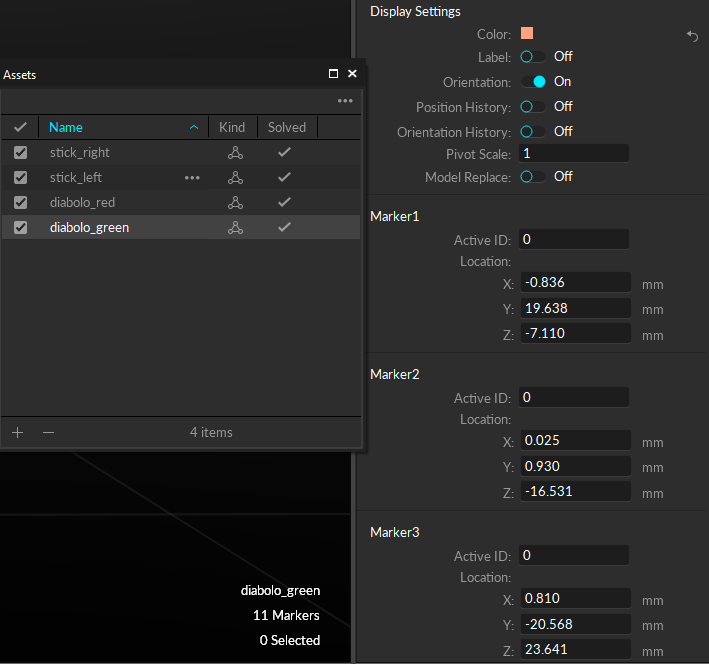 Display Settings
Color:
Label: Off
Orientation: On
Position History: Off
Orientation History: Off
Pivot Scale: 1
Model Replace: Off
Assets
Name Kind Solved
stick_right
stick_left
diabolo_red
diabolo_green
4 items
Marker1
Active ID: 0
Location:
X: -0.836 mm
Y: 19.638 mm
Z: -7.110 mm
Marker2
Active ID: 0
Location:
X: 0.025 mm
Y: 0.930 mm
Z: -16.531 mm
Marker3
Active ID: 0
Location:
X: 0.810 mm
Y: -20.568 mm
Z: 23.641 mm
diabolo_green
11 Markers
0 Selected